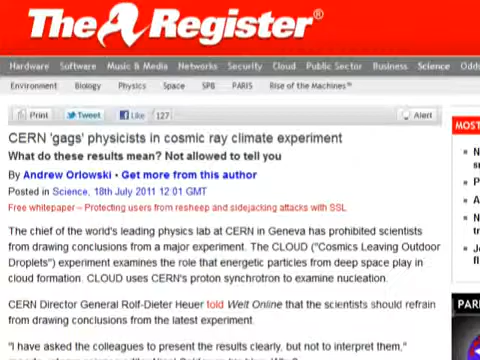 The Register®
Hardware Software Music & Media Networks Security Cloud Public Sector Business Science Odds
Environment Biology Physics Space SPB PARIS Rise of the Machines™
Print Tweet Like 127 Alert
CERN 'gags' physicists in cosmic ray climate experiment
What do these results mean? Not allowed to tell you
By Andrew Orlowski • Get more from this author
Posted in Science, 18th July 2011 12:01 GMT
Free whitepaper – Protecting users from resheep and sidejacking attacks with SSL
The chief of the world's leading physics lab at CERN in Geneva has prohibited scientists
from drawing conclusions from a major experiment. The CLOUD ("Cosmics Leaving Outdoor
Droplets") experiment examines the role that energetic particles from deep space play in
cloud formation. CLOUD uses CERN's proton synchrotron to examine nucleation.
CERN Director General Rolf-Dieter Heuer told Welt Online that the scientists should refrain
from drawing conclusions from the latest experiment.
"I have asked the colleagues to present the results clearly, but not to interpret them,"
MOST
PAR